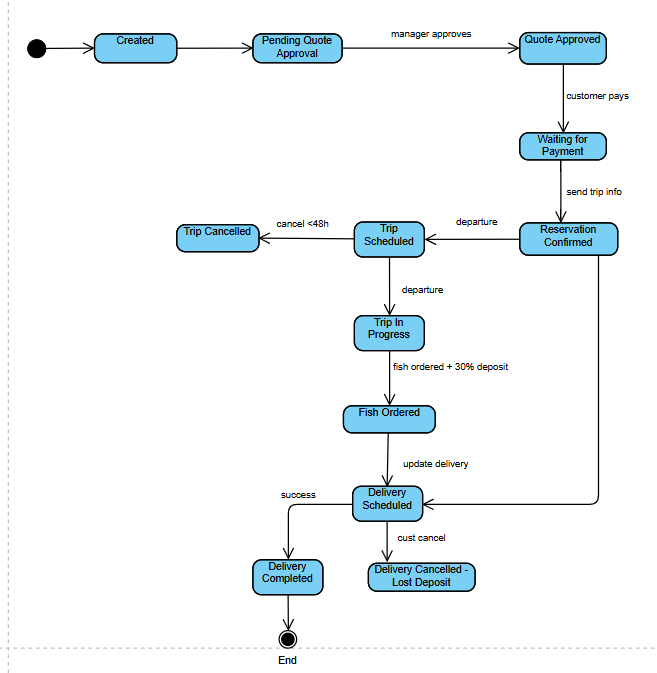 Created
Pending Quote
Approval
manager approves
Quote Approved
customer pays
Waiting for
Payment
send trip info
Reservation
Confirmed
departure
Trip
Scheduled
cancel <48h
Trip Cancelled
departure
Trip In
Progress
fish ordered + 30% deposit
Fish Ordered
update delivery
Delivery
Scheduled
success
cust cancel
Delivery
Completed
Delivery Cancelled -
Lost Deposit
End